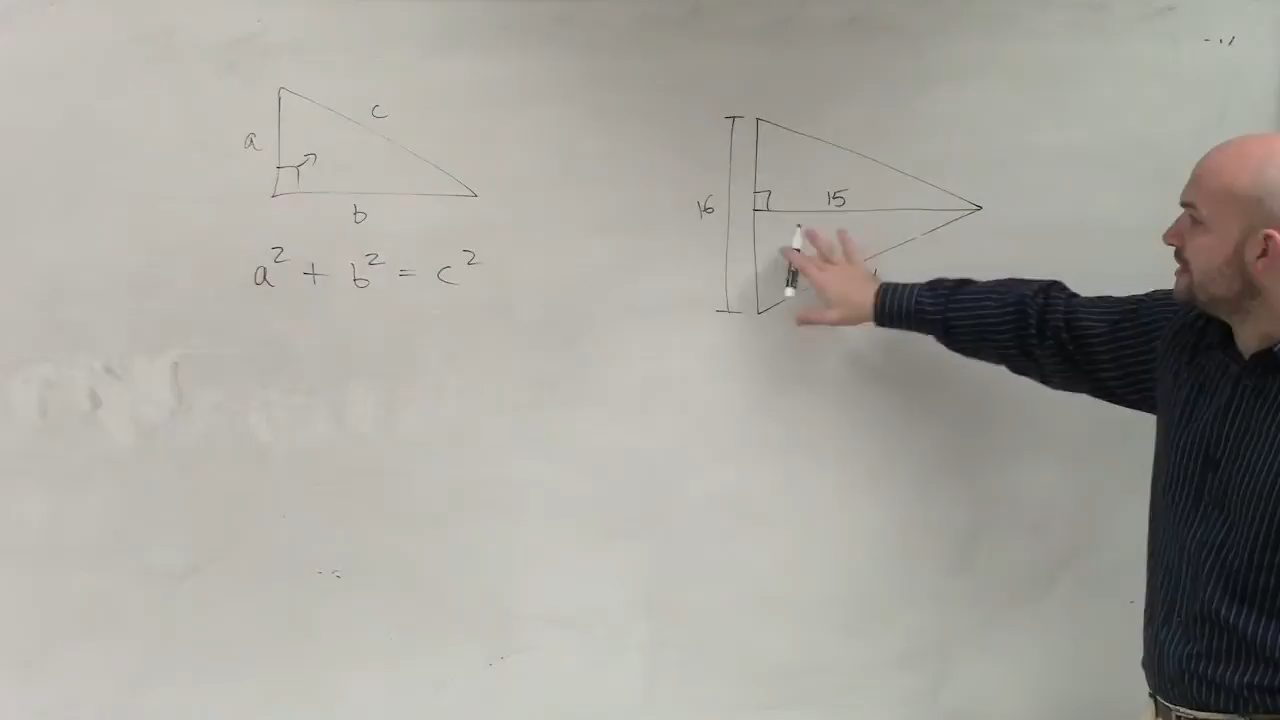 c
a
b
a² + b² = c²
16
15